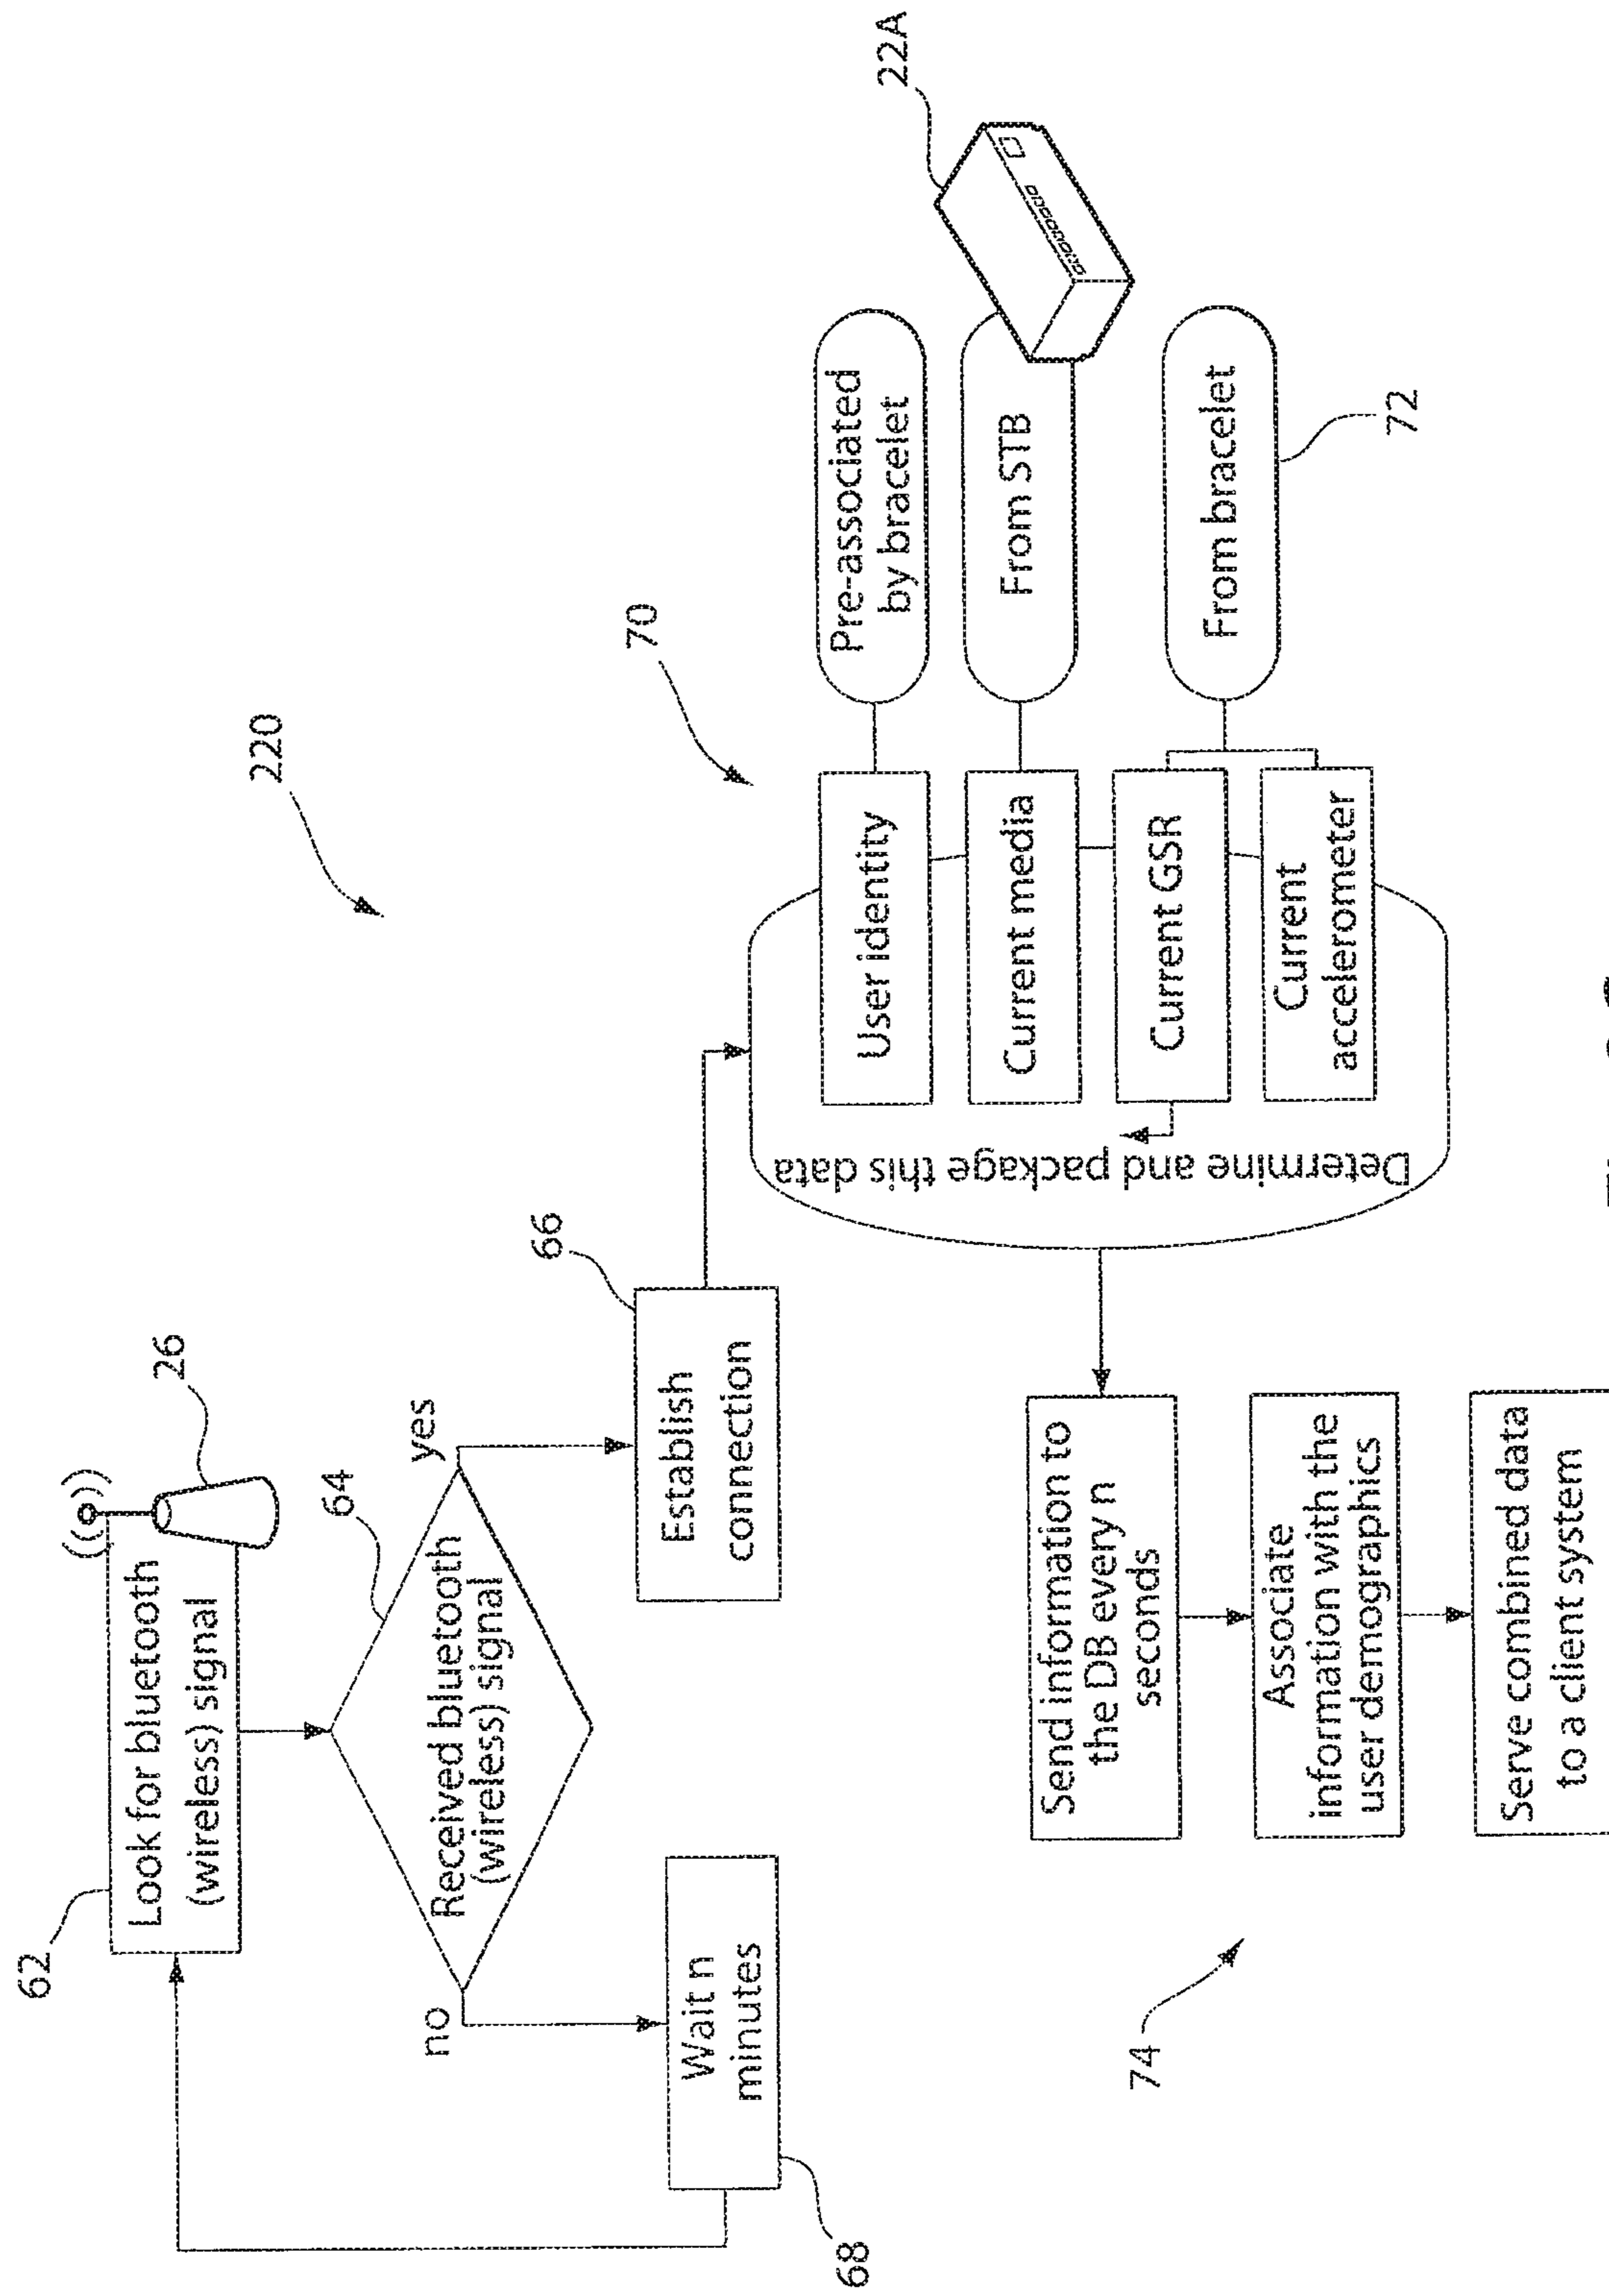 220
62
Look for bluetooth
(wireless) signal
26
64
Received bluetooth
(wireless) signal
no
yes
Wait n
minutes
68
66
Establish
connection
70
Determine and package this data
User identity
Current media
Current GSR
Current
accelerometer
Pre-associated
by bracelet
From STB
22A
From bracelet
72
74
Send information to
the DB every n
seconds
Associate
information with the
user demographics
Serve combined data
to a client system